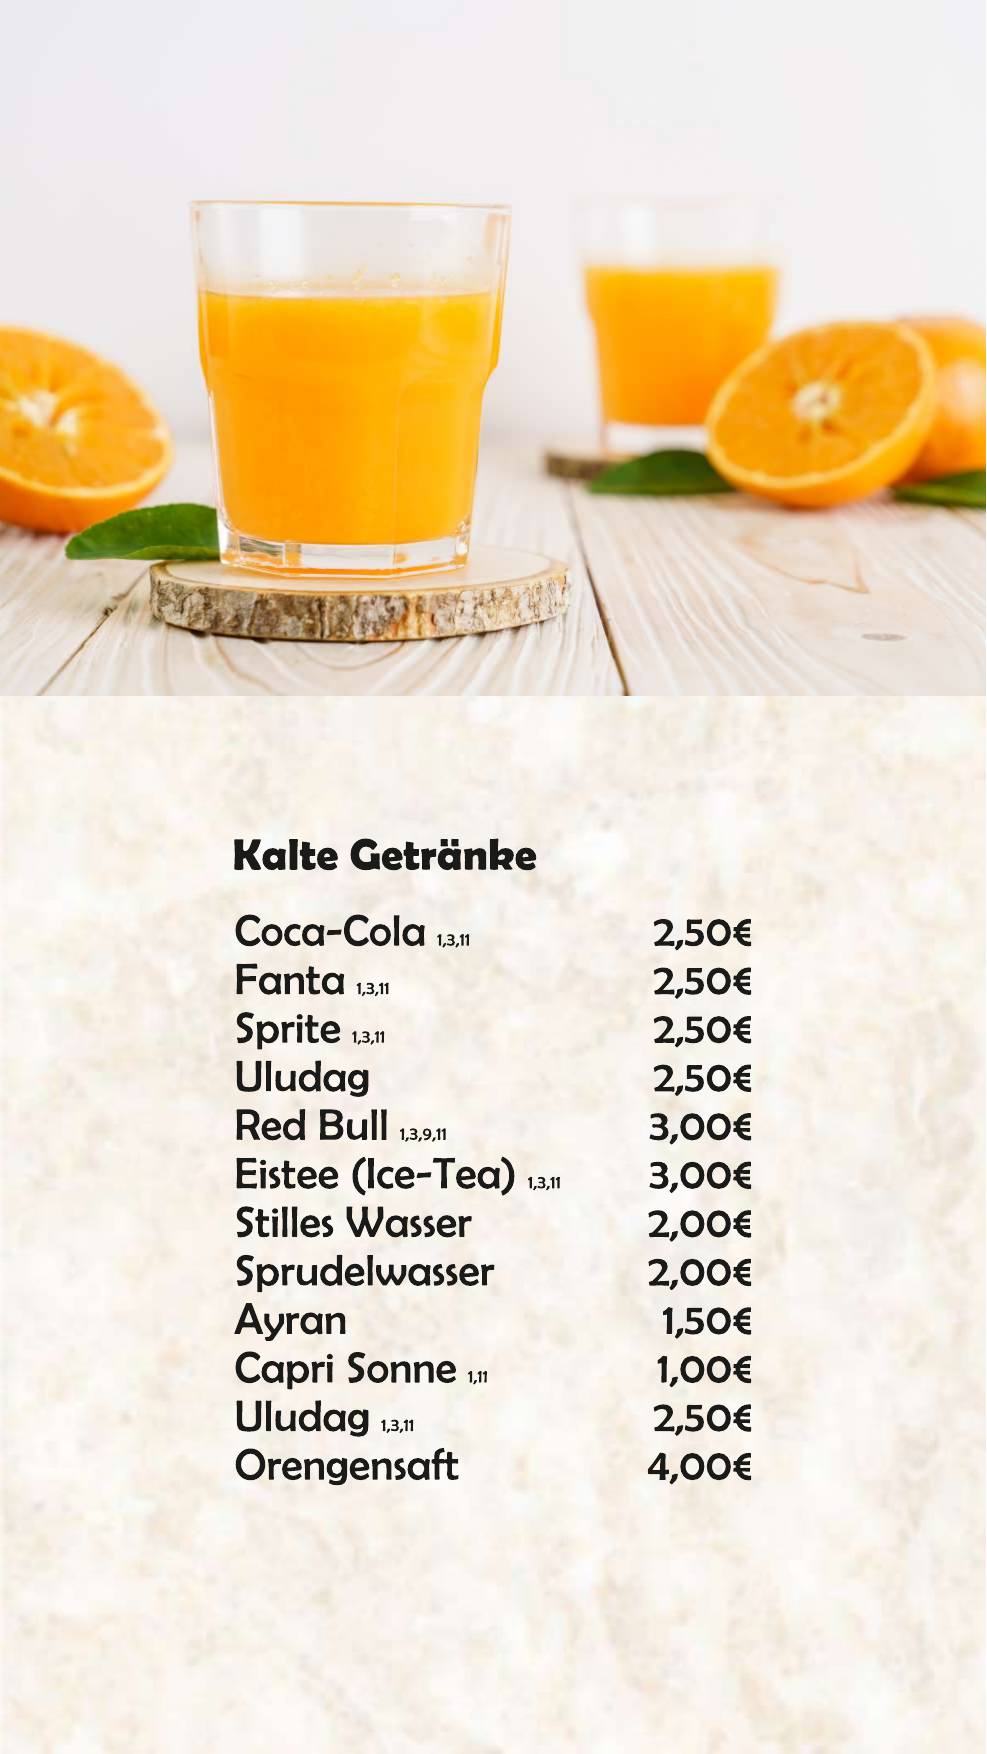 Kalte Getränke
Coca-Cola 1,3,11 2,50€
Fanta 1,3,11 2,50€
Sprite 1,3,11 2,50€
Uludag 2,50€
Red Bull 1,3,9,11 3,00€
Eistee (Ice-Tea) 1,3,11 3,00€
Stilles Wasser 2,00€
Sprudelwasser 2,00€
Ayran 1,50€
Capri Sonne 1,11 1,00€
Uludag 1,3,11 2,50€
Orengensaft 4,00€